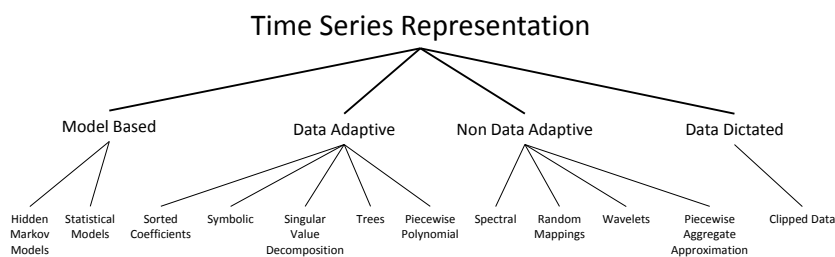 Time Series Representation
Model Based
Data Adaptive
Non Data Adaptive
Data Dictated
Hidden
Markov
Models
Statistical
Models
Sorted
Coefficients
Symbolic
Singular
Value
Decomposition
Trees
Piecewise
Polynomial
Spectral
Random
Mappings
Wavelets
Piecewise
Aggregate
Approximation
Clipped Data